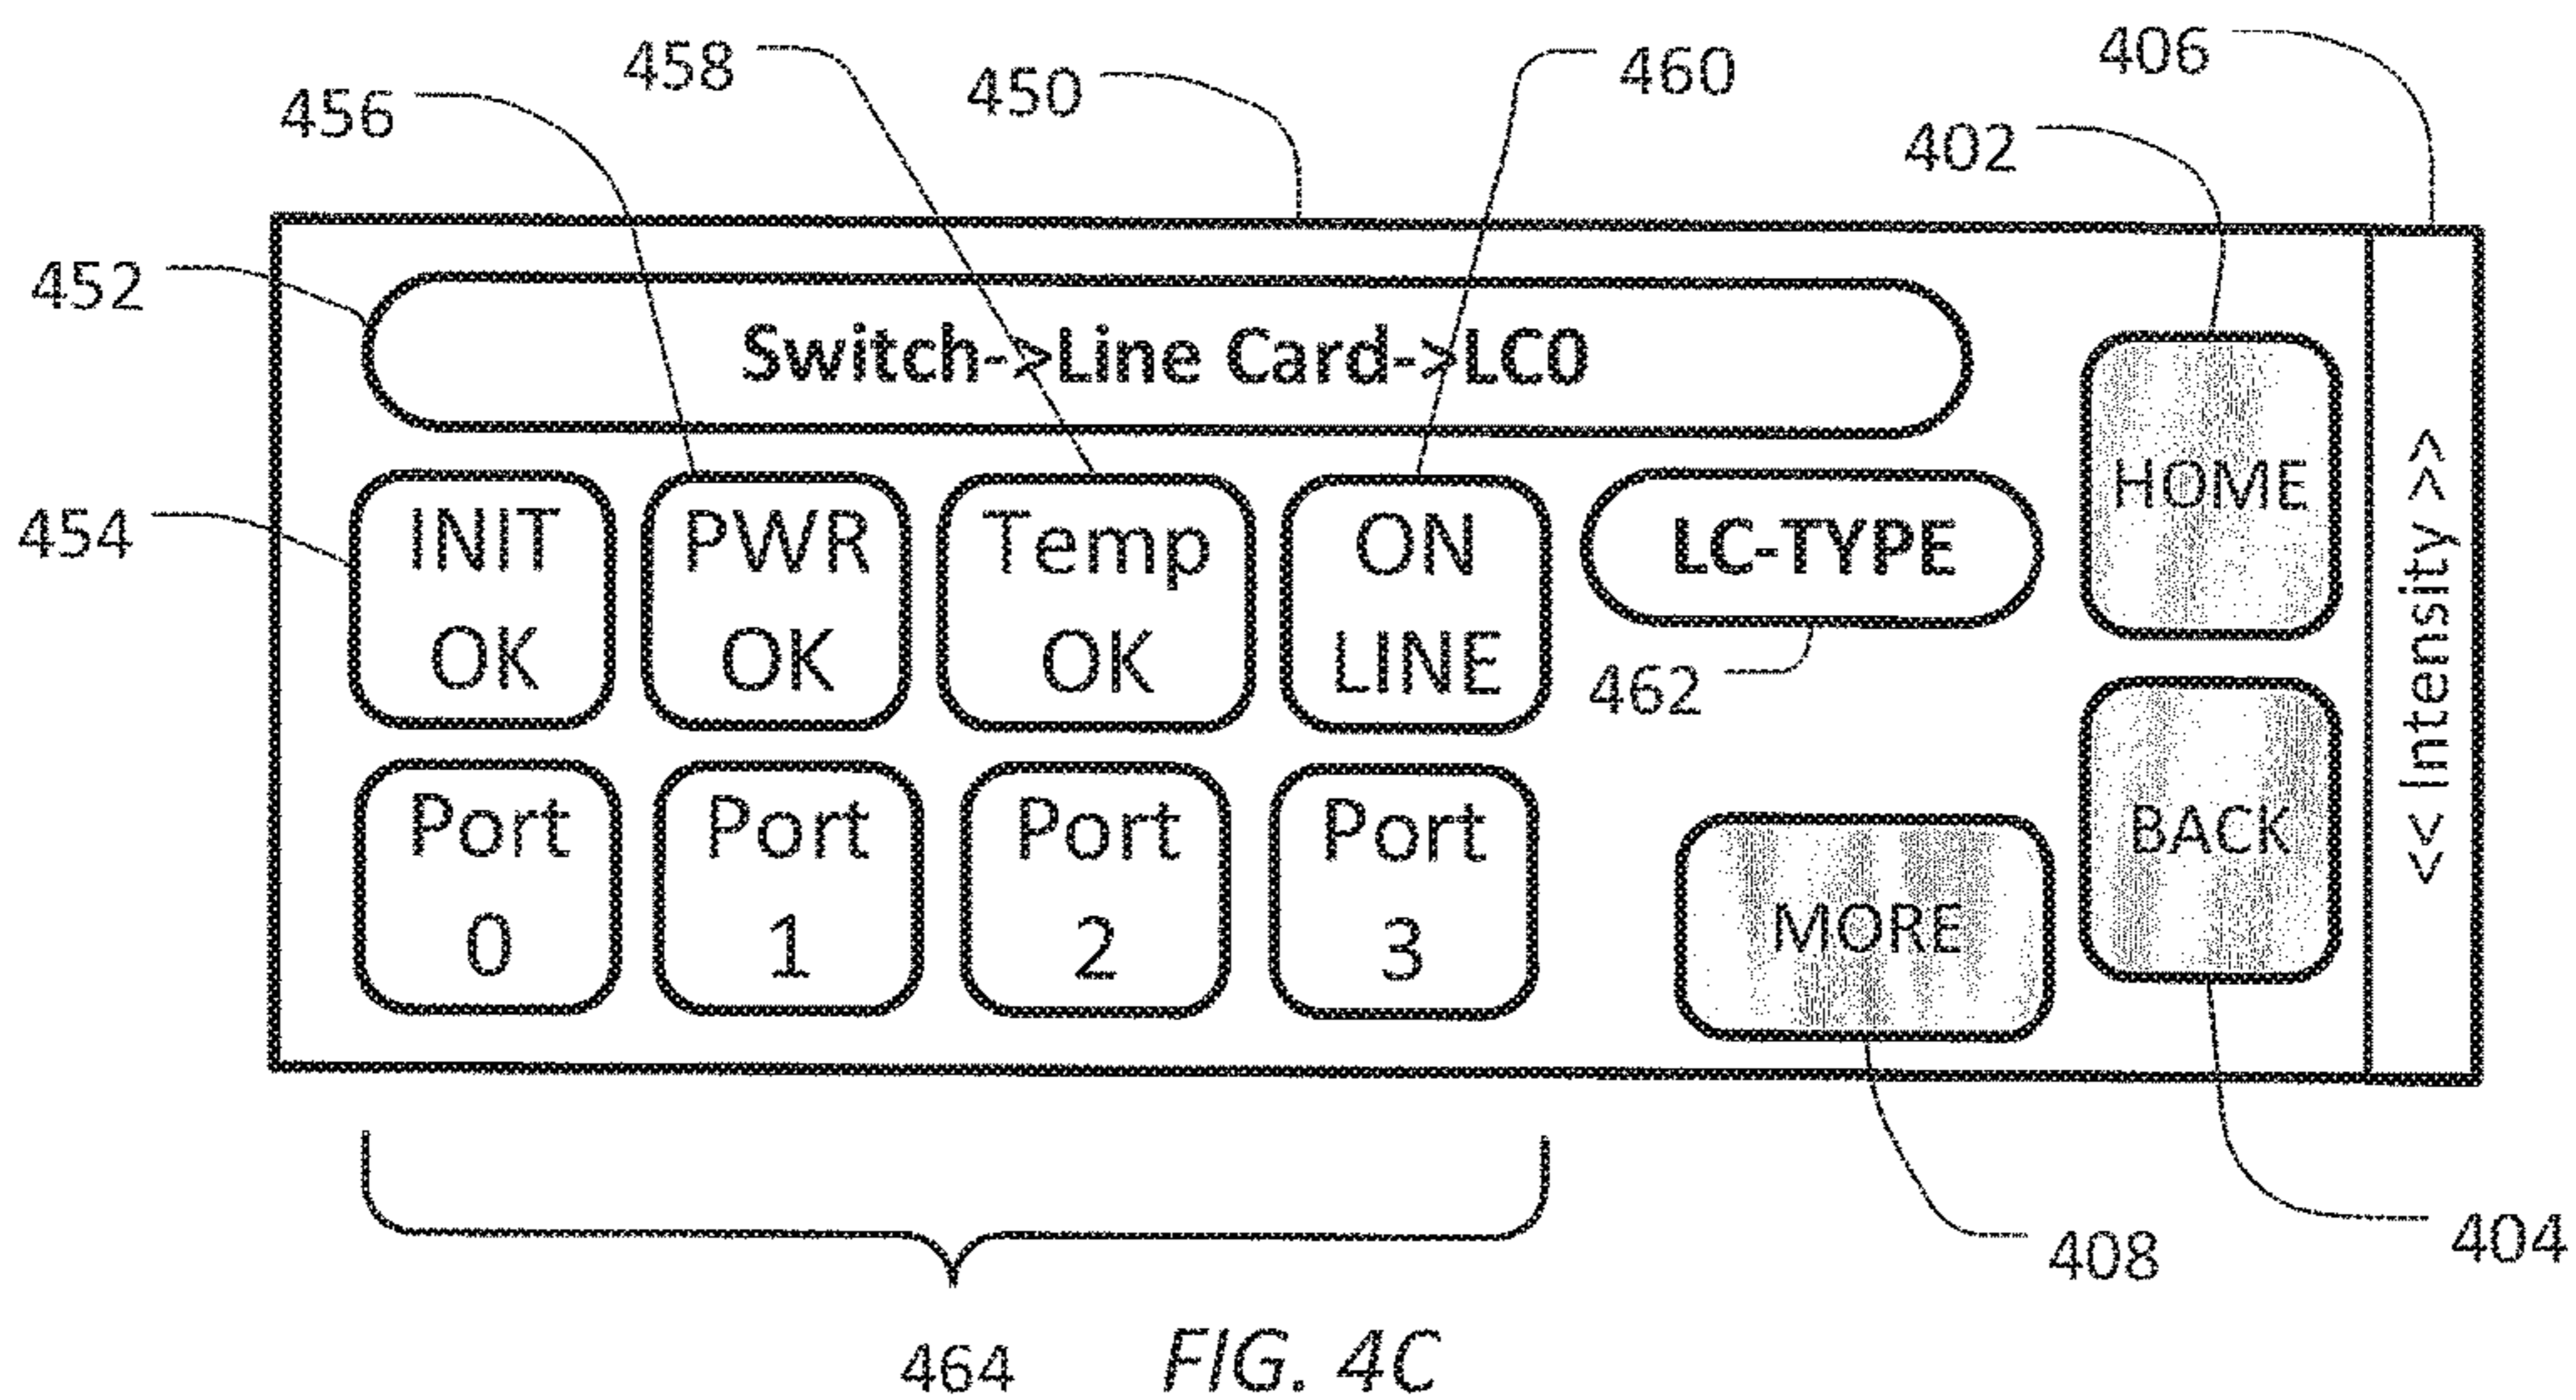 406
458
460
450
456
402
452
Switch->Line Card->LC0
HOME
<< Intensity >>
454
INIT
OK
PWR
OK
Temp
OK
ON
LINE
LC-TYPE
462
Port
0
Port
1
Port
2
Port
3
MORE
BACK
404
408
464
FIG. 4C